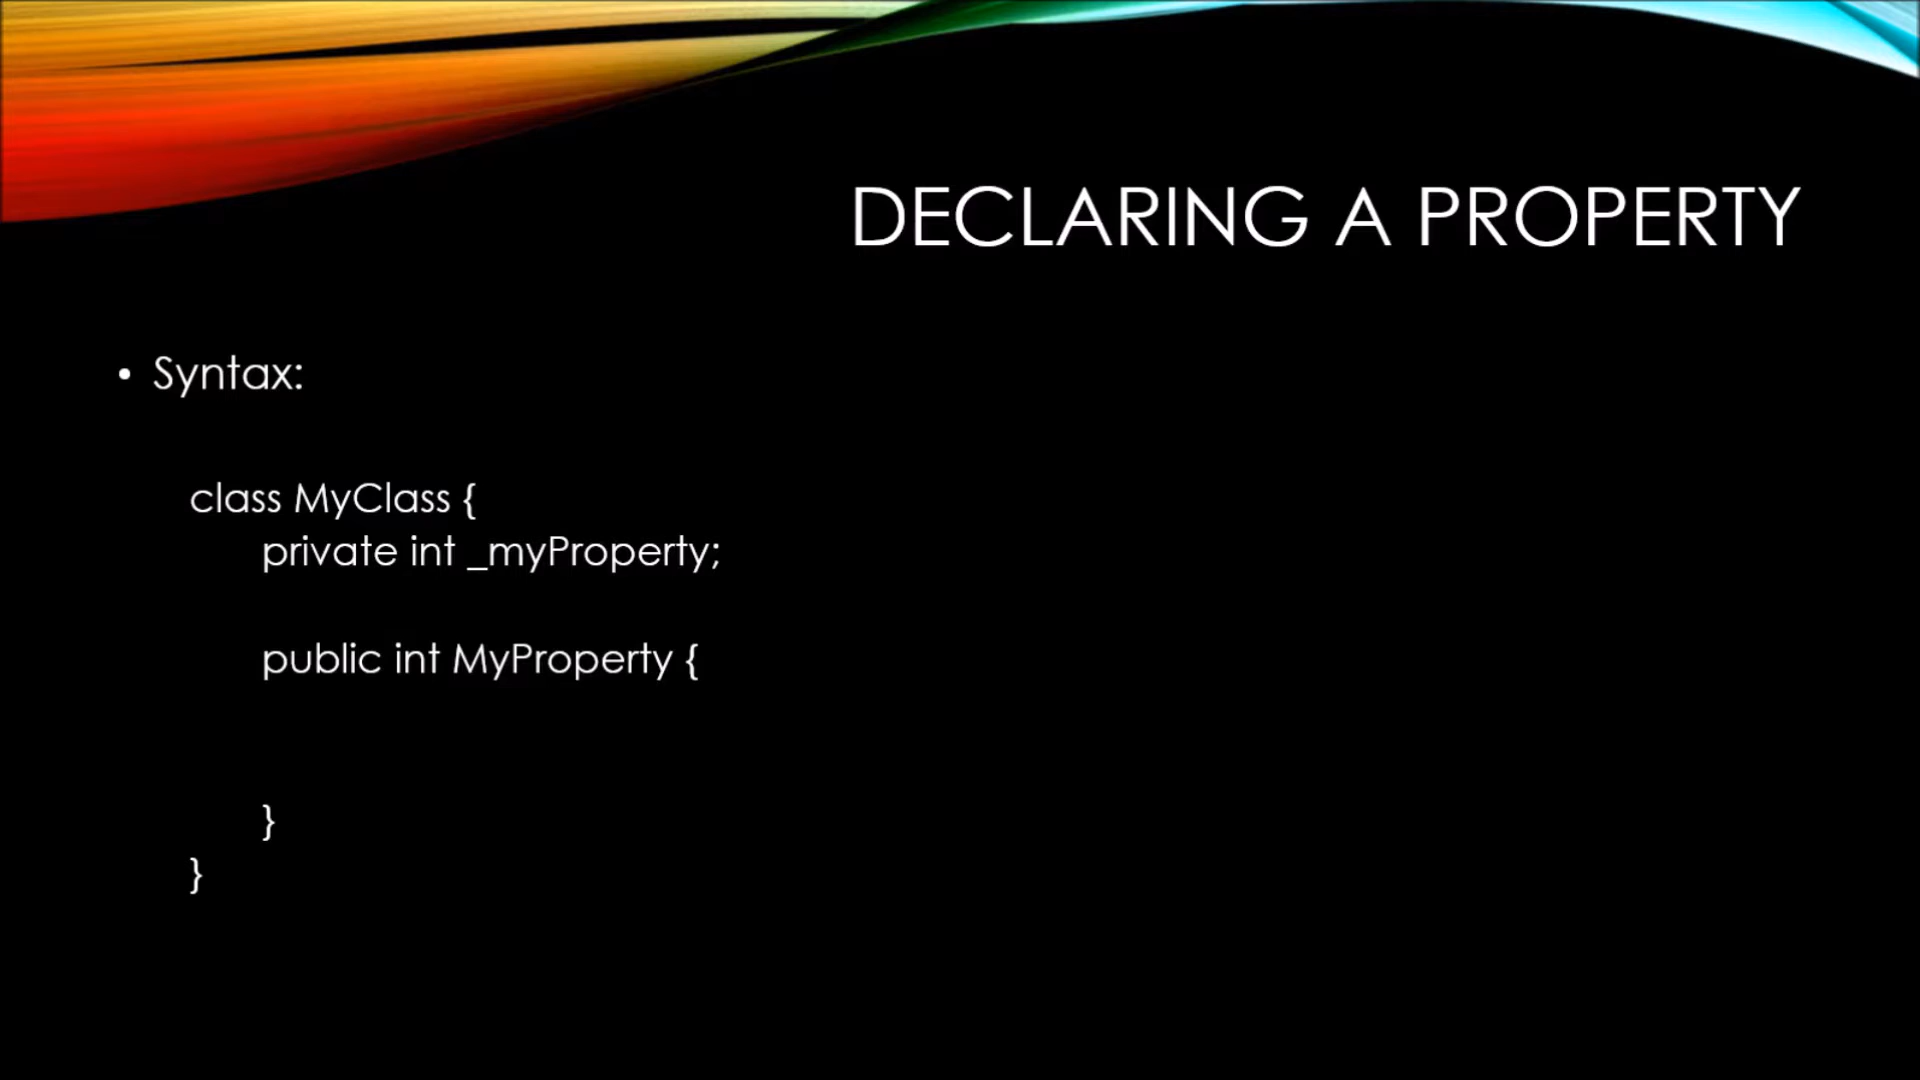 DECLARING A PROPERTY
• Syntax:
class MyClass {
private int _myProperty;
public int MyProperty {
}
}